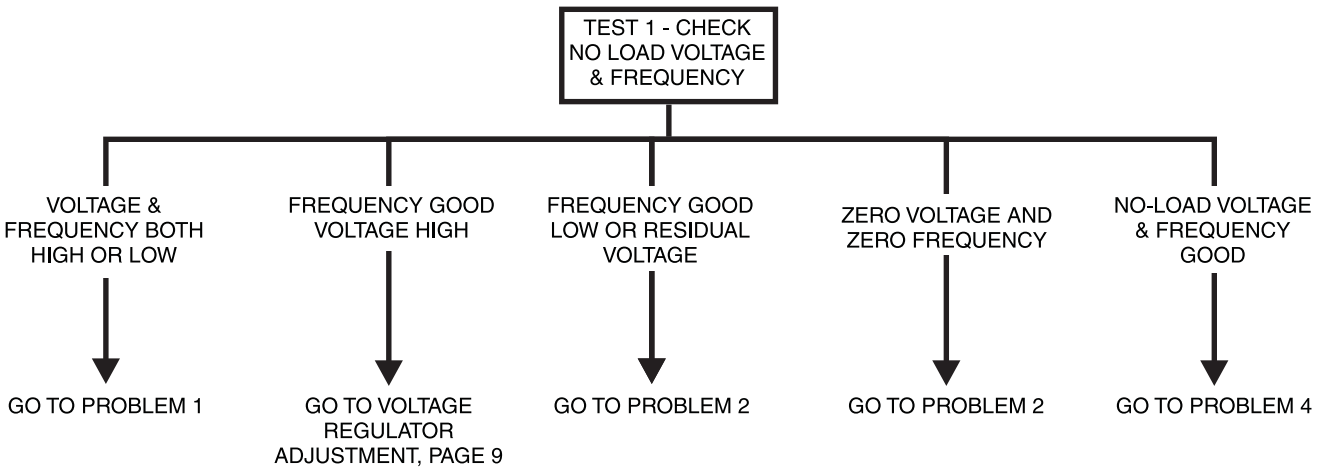 TEST 1 - CHECK
NO LOAD VOLTAGE
& FREQUENCY
VOLTAGE &
FREQUENCY BOTH
HIGH OR LOW
FREQUENCY GOOD
VOLTAGE HIGH
FREQUENCY GOOD
LOW OR RESIDUAL
VOLTAGE
ZERO VOLTAGE AND
ZERO FREQUENCY
NO-LOAD VOLTAGE
& FREQUENCY
GOOD
GO TO PROBLEM 1
GO TO VOLTAGE
REGULATOR
ADJUSTMENT, PAGE 9
GO TO PROBLEM 2
GO TO PROBLEM 2
GO TO PROBLEM 4